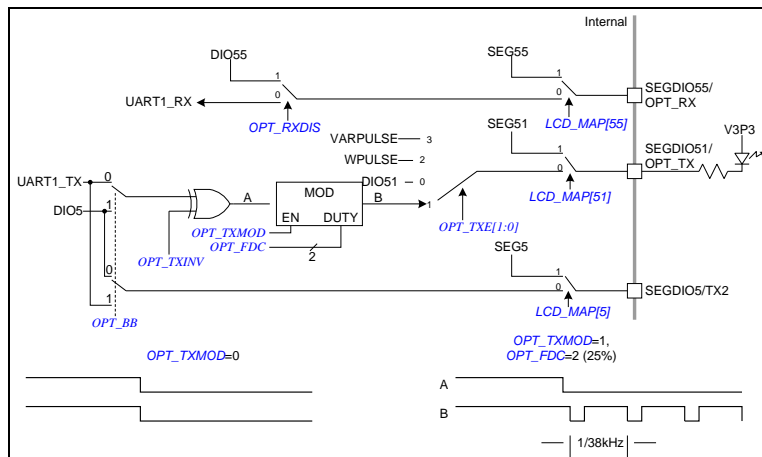 Internal
DIO55
SEG55
1
0
UART1_RX
OPT_RXDIS
1
0
LCD_MAP[55]
SEGDIO55/
OPT_RX
VARPULSE 3
WPULSE 2
DIO51 0
1
OPT_TXE[1:0]
SEG51
1
0
LCD_MAP[51]
SEGDIO51/
OPT_TX
V3P3
UART1_TX
0
DIO5
1
A
MOD
EN DUTY
B
OPT_TXMOD
OPT_FDC
2
OPT_TXINV
0
1
OPT_BB
SEG5
1
0
LCD_MAP[5]
SEGDIO5/TX2
OPT_TXMOD=0
OPT_TXMOD=1,
OPT_FDC=2 (25%)
A
B
1/38kHz